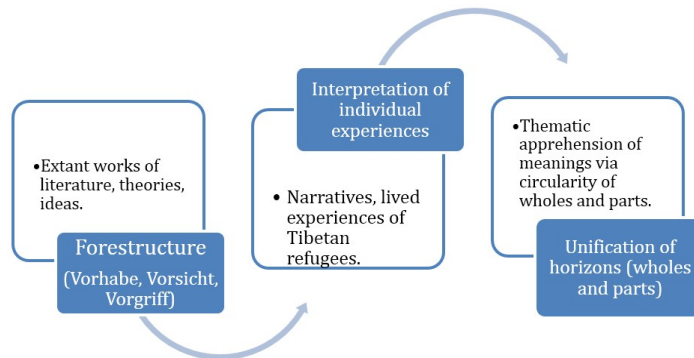 •Extant works of
literature, theories,
ideas.
Forestructure
(Vorhabe, Vorsicht,
Vorgriff)
Interpretation of
individual
experiences
• Narratives, lived
experiences of
Tibetan
refugees.
•Thematic
apprehension of
meanings via
circularity of
wholes and parts.
Unification of
horizons (wholes
and parts)